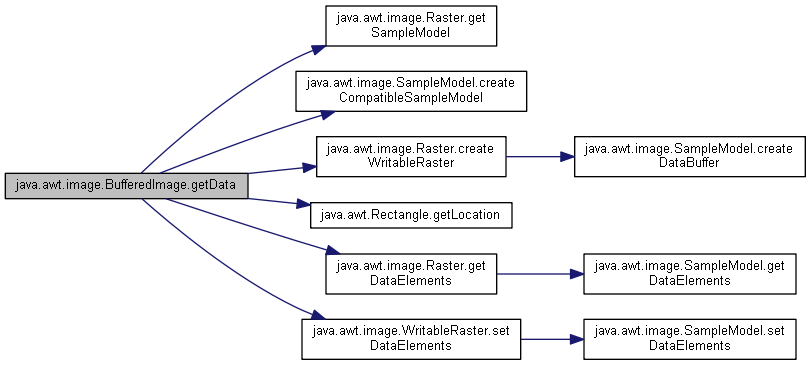 java.awt.image.BufferedImage.getData
java.awt.image.Raster.get
SampleModel
java.awt.image.SampleModel.create
CompatibleSampleModel
java.awt.image.Raster.create
WritableRaster
java.awt.image.SampleModel.create
DataBuffer
java.awt.Rectangle.getLocation
java.awt.image.Raster.get
DataElements
java.awt.image.SampleModel.get
DataElements
java.awt.image.WritableRaster.set
DataElements
java.awt.image.SampleModel.set
DataElements